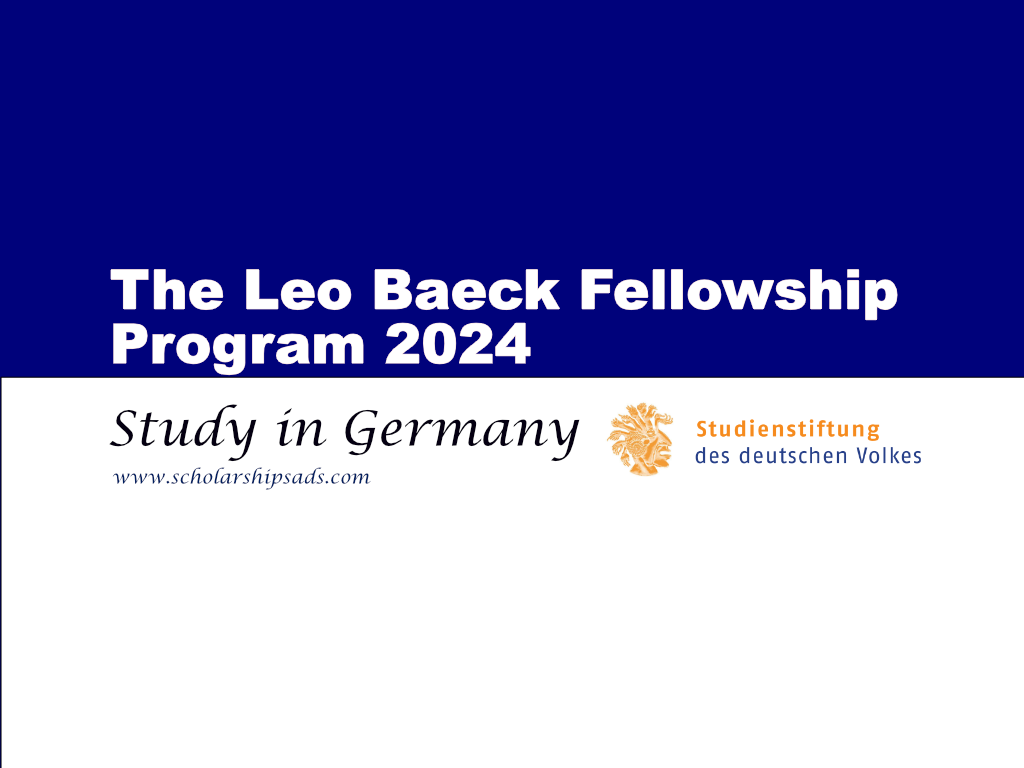 The Leo Baeck Fellowship
Program 2024
Study in Germany
www.scholarshipsads.com
Studienstiftung
des deutschen Volkes